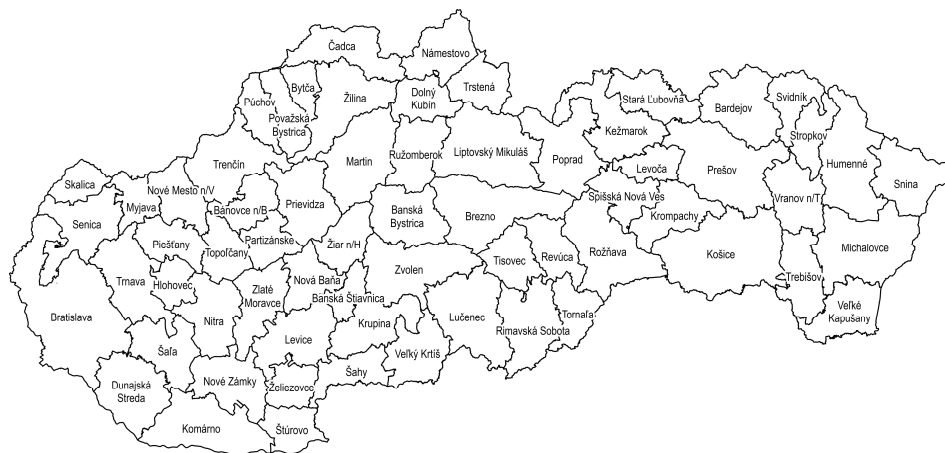 Čadca
Námestovo
Bytča
Žilina
Dolný
Kubín
Trstená
Púchov
Považská
Bystrica
Stará Ľubovňa
Bardejov
Svidník
Stropkov
Kežmarok
Trenčín
Martin
Ružomberok
Liptovský Mikuláš
Poprad
Levoča
Prešov
Humenné
Snina
Skalica
Nové Mesto n/V
Myjava
Bánovce n/B
Prievidza
Spišská Nová Ves
Vranov n/T
Senica
Banská
Bystrica
Brezno
Krompachy
Picšťany
Topoľčany
Partizánske
Žiar n/H
Zvolen
Tisovec
Revúca
Rožňava
Košice
Michalovce
Trnava
Hlohovec
Zlaté
Moravce
Nová Baňa
Banská Štiavnica
Trebišov
Bratislava
Nitra
Krupina
Lučenec
Rimavská Sobota
Tornaľa
Veľké
Kapušany
Šaľa
Levice
Veľký Krtíš
Šahy
Dunajská
Streda
Nové Zámky
Žcliczovcc
Komárno
Štúrovo